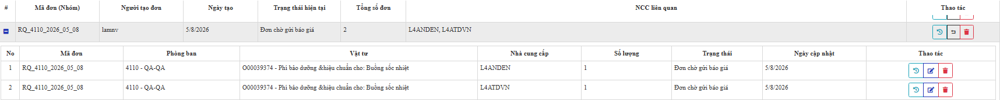 # Mã đơn (Nhóm) Người tạo đơn Ngày tạo Trạng thái hiện tại Tổng số đơn NCC liên quan Thao tác
RQ_4110_2026_05_08 lamnv 5/8/2026 Đơn chờ gửi báo giá 2 L4ANDEN, L4ATDVN
No Mã đơn Phòng ban Vật tư Nhà cung cấp Số lượng Trạng thái Ngày cập nhật Thao tác
1 RQ_4110_2026_05_08 4110 - QA-QA O00039374 - Phí bảo dưỡng &hiệu chuẩn cho: Buồng sốc nhiệt L4ANDEN 1 Đơn chờ gửi báo giá 5/8/2026
2 RQ_4110_2026_05_08 4110 - QA-QA O00039374 - Phí bảo dưỡng &hiệu chuẩn cho: Buồng sốc nhiệt L4ATDVN 1 Đơn chờ gửi báo giá 5/8/2026